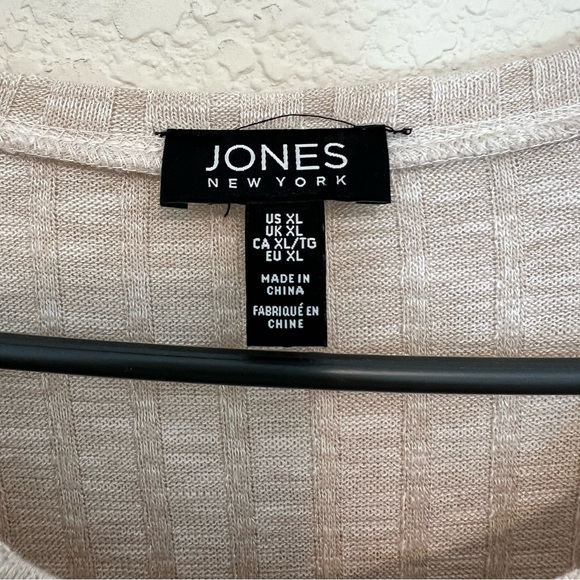 JONES
NEW YORK
US XL
UK XL
CA XL/TG
EU XL
MADE IN
CHINA
FABRIQUÉ EN
CHINE